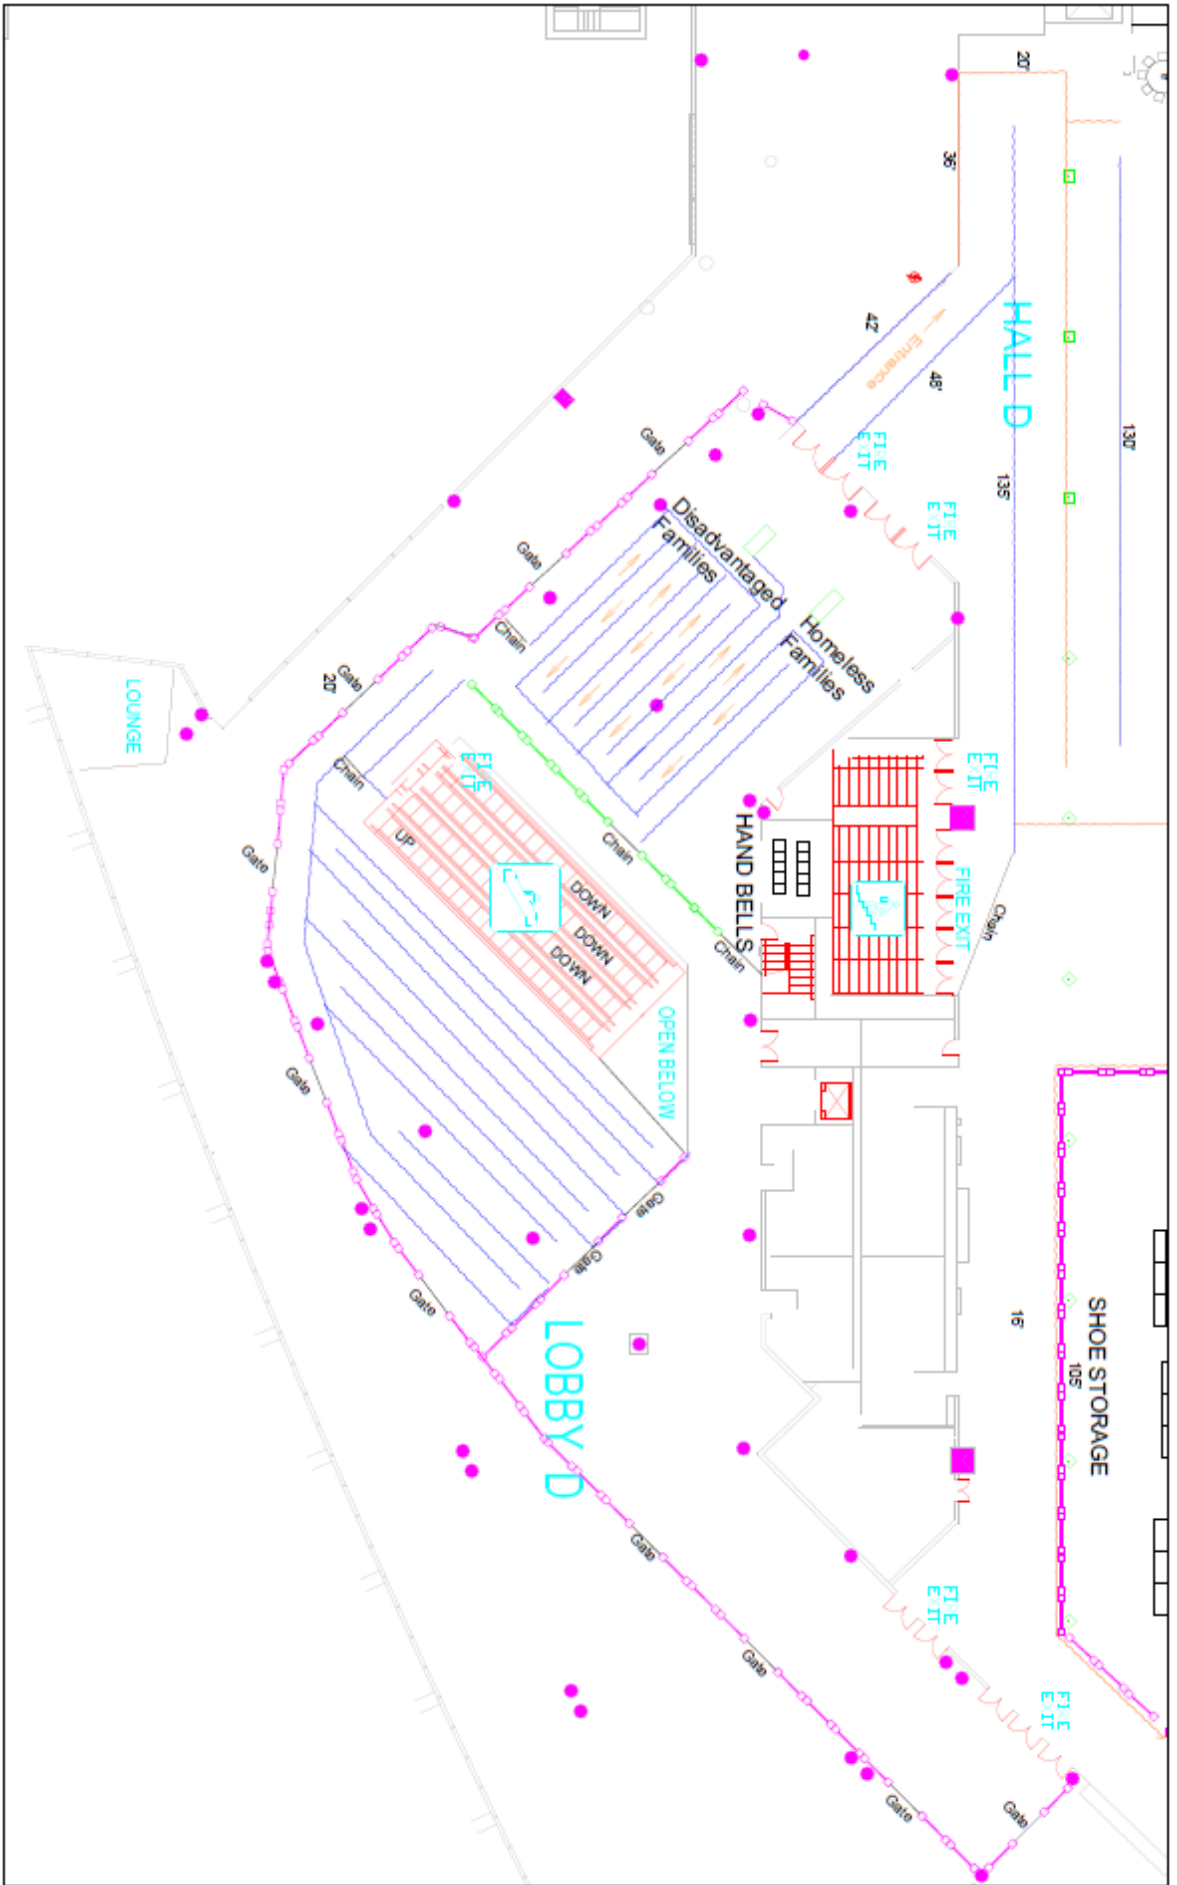 20'
36'
HALL D
130'
← Entrance
42'
48'
135'
FIRE
EXIT
FIRE
EXIT
Gate
Disadvantaged
Families
Gate
Homeless
Families
Chain
Gate
20'
LOUNGE
FIRE
EXIT
FIRE
EXIT
Chain
UP
Chain
HAND BELLS
DOWN
DOWN
DOWN
FIRE EXIT
Chain
Gate
Chain
OPEN BELOW
Gate
Gate
Gate
Gate
LOBBY D
16'
SHOE STORAGE
105'
Gate
FIRE
EXIT
Gate
FIRE
EXIT
Gate
Gate